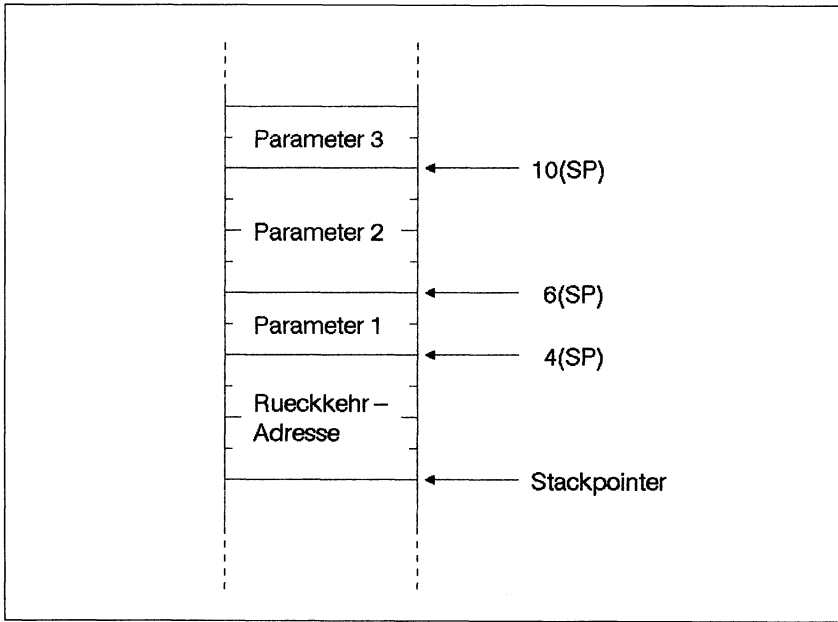 Parameter 3
10(SP)
Parameter 2
6(SP)
Parameter 1
4(SP)
Rueckkehr–
Adresse
Stackpointer